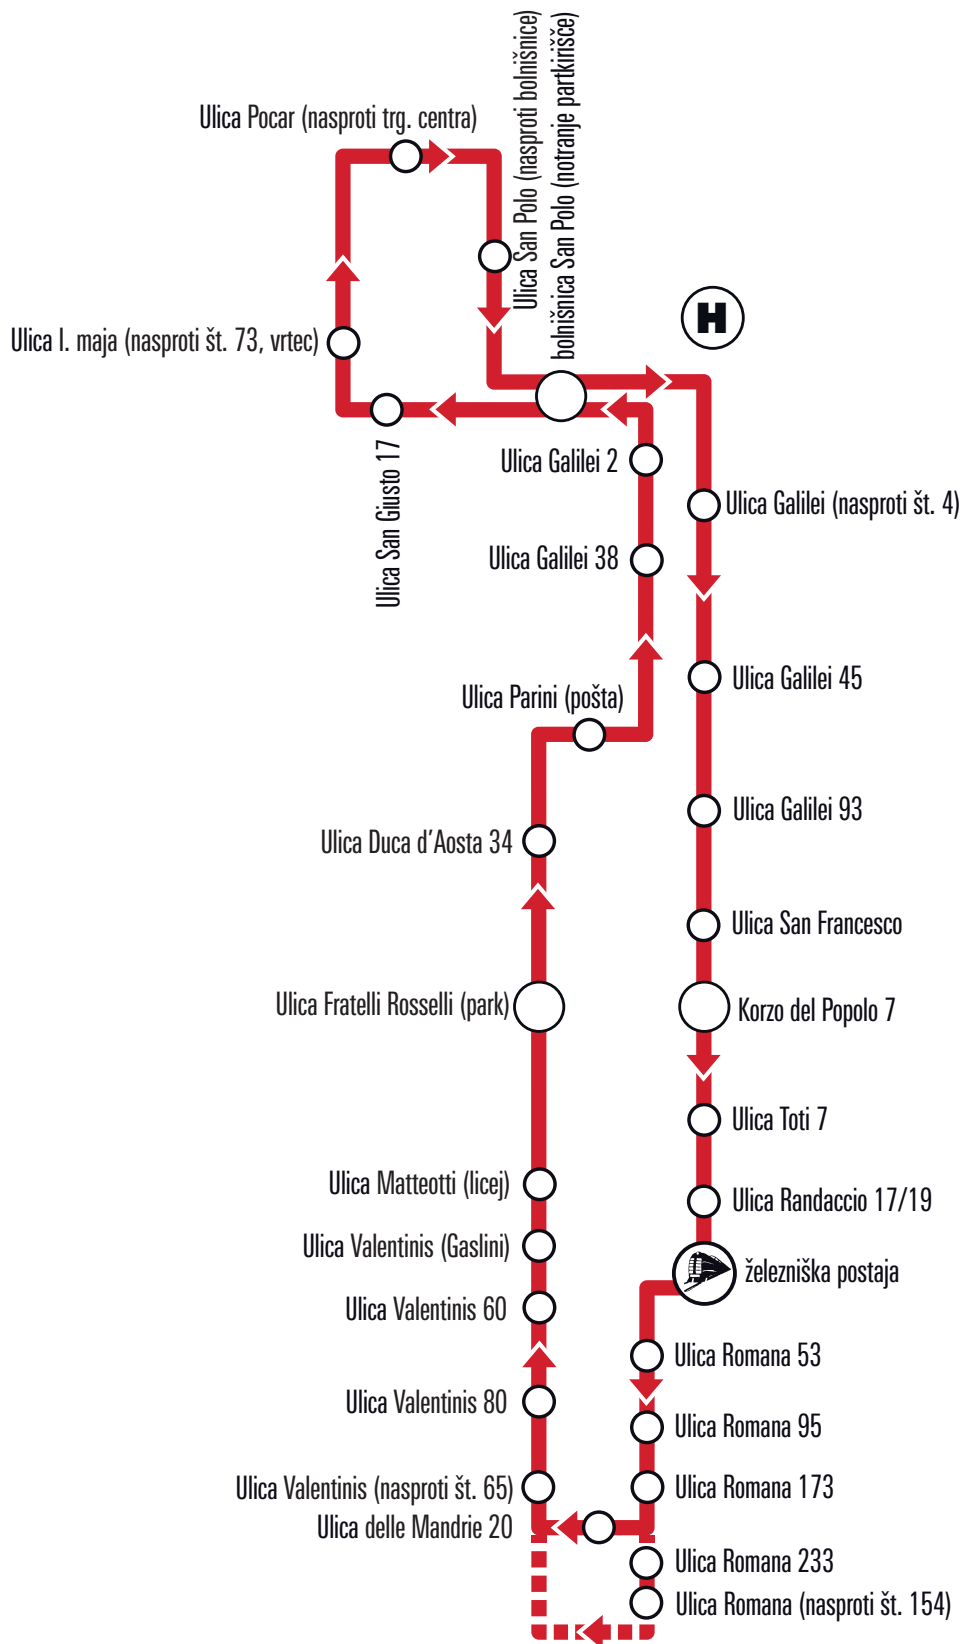 Ulica San Polo (nasproti bolnišnice)
bolnišnica San Polo (notranje partkirišče)
Ulica Pocar (nasproti trg. centra)
H
Ulica I. maja (nasproti št. 73, vrtec)
Ulica San Giusto 17
Ulica Galilei 2
Ulica Galilei (nasproti št. 4)
Ulica Galilei 38
Ulica Galilei 45
Ulica Parini (pošta)
Ulica Galilei 93
Ulica Duca d'Aosta 34
Ulica San Francesco
Ulica Fratelli Rosselli (park)
Korzo del Popolo 7
Ulica Toti 7
Ulica Matteotti (licej)
Ulica Randaccio 17/19
Ulica Valentinis (Gaslini)
železniška postaja
Ulica Valentinis 60
Ulica Romana 53
Ulica Valentinis 80
Ulica Romana 95
Ulica Valentinis (nasproti št. 65)
Ulica Romana 173
Ulica delle Mandrie 20
Ulica Romana 233
Ulica Romana (nasproti št. 154)